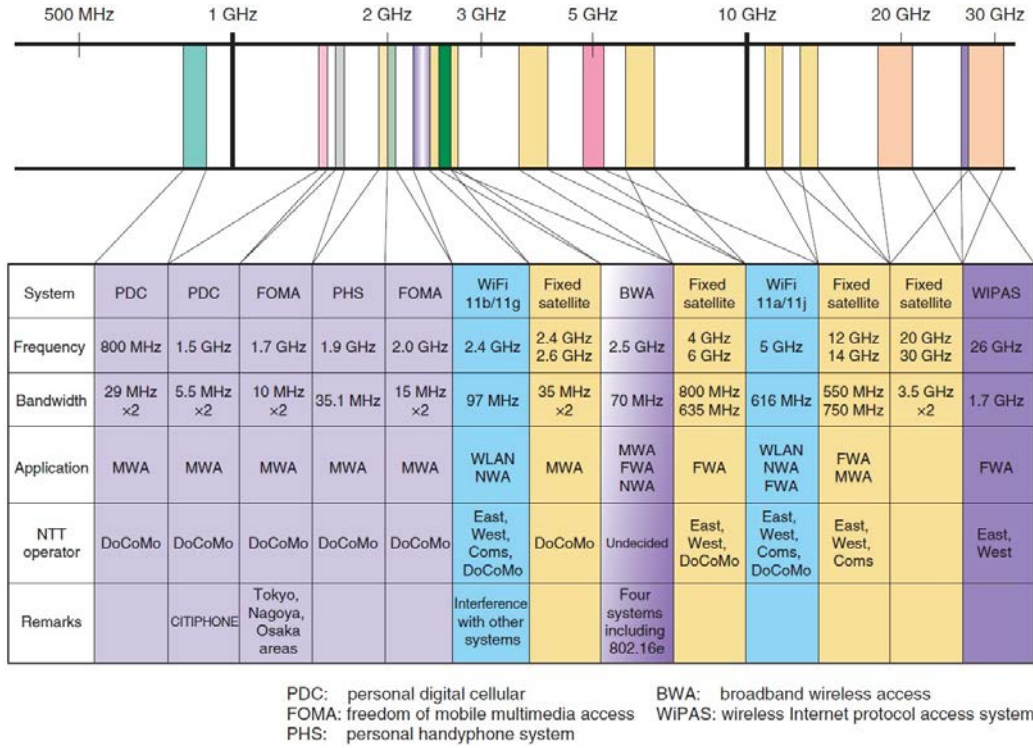 500 MHz 1 GHz 2 GHz 3 GHz 5 GHz 10 GHz 20 GHz 30 GHz
System PDC PDC FOMA PHS FOMA WiFi 11b/11g Fixed satellite BWA Fixed satellite WiFi 11a/11j Fixed satellite Fixed satellite WIPAS
Frequency 800 MHz 1.5 GHz 1.7 GHz 1.9 GHz 2.0 GHz 2.4 GHz 2.4 GHz 2.6 GHz 2.5 GHz 4 GHz 6 GHz 5 GHz 12 GHz 14 GHz 20 GHz 30 GHz 26 GHz
Bandwidth 29 MHz ×2 5.5 MHz ×2 10 MHz ×2 35.1 MHz 15 MHz ×2 97 MHz 35 MHz ×2 70 MHz 800 MHz 635 MHz 616 MHz 550 MHz 750 MHz 3.5 GHz ×2 1.7 GHz
Application MWA MWA MWA MWA MWA WLAN NWA MWA MWA FWA NWA FWA WLAN NWA FWA FWA MWA FWA
NTT operator DoCoMo DoCoMo DoCoMo DoCoMo DoCoMo East, West, Coms, DoCoMo DoCoMo Undecided East, West, DoCoMo East, West, Coms, DoCoMo East, West, Coms East, West
Remarks CITIPHONE Tokyo, Nagoya, Osaka areas Interference with other systems Four systems including 802.16e
PDC: personal digital cellular BWA: broadband wireless access
FOMA: freedom of mobile multimedia access WiPAS: wireless Internet protocol access system
PHS: personal handyphone system